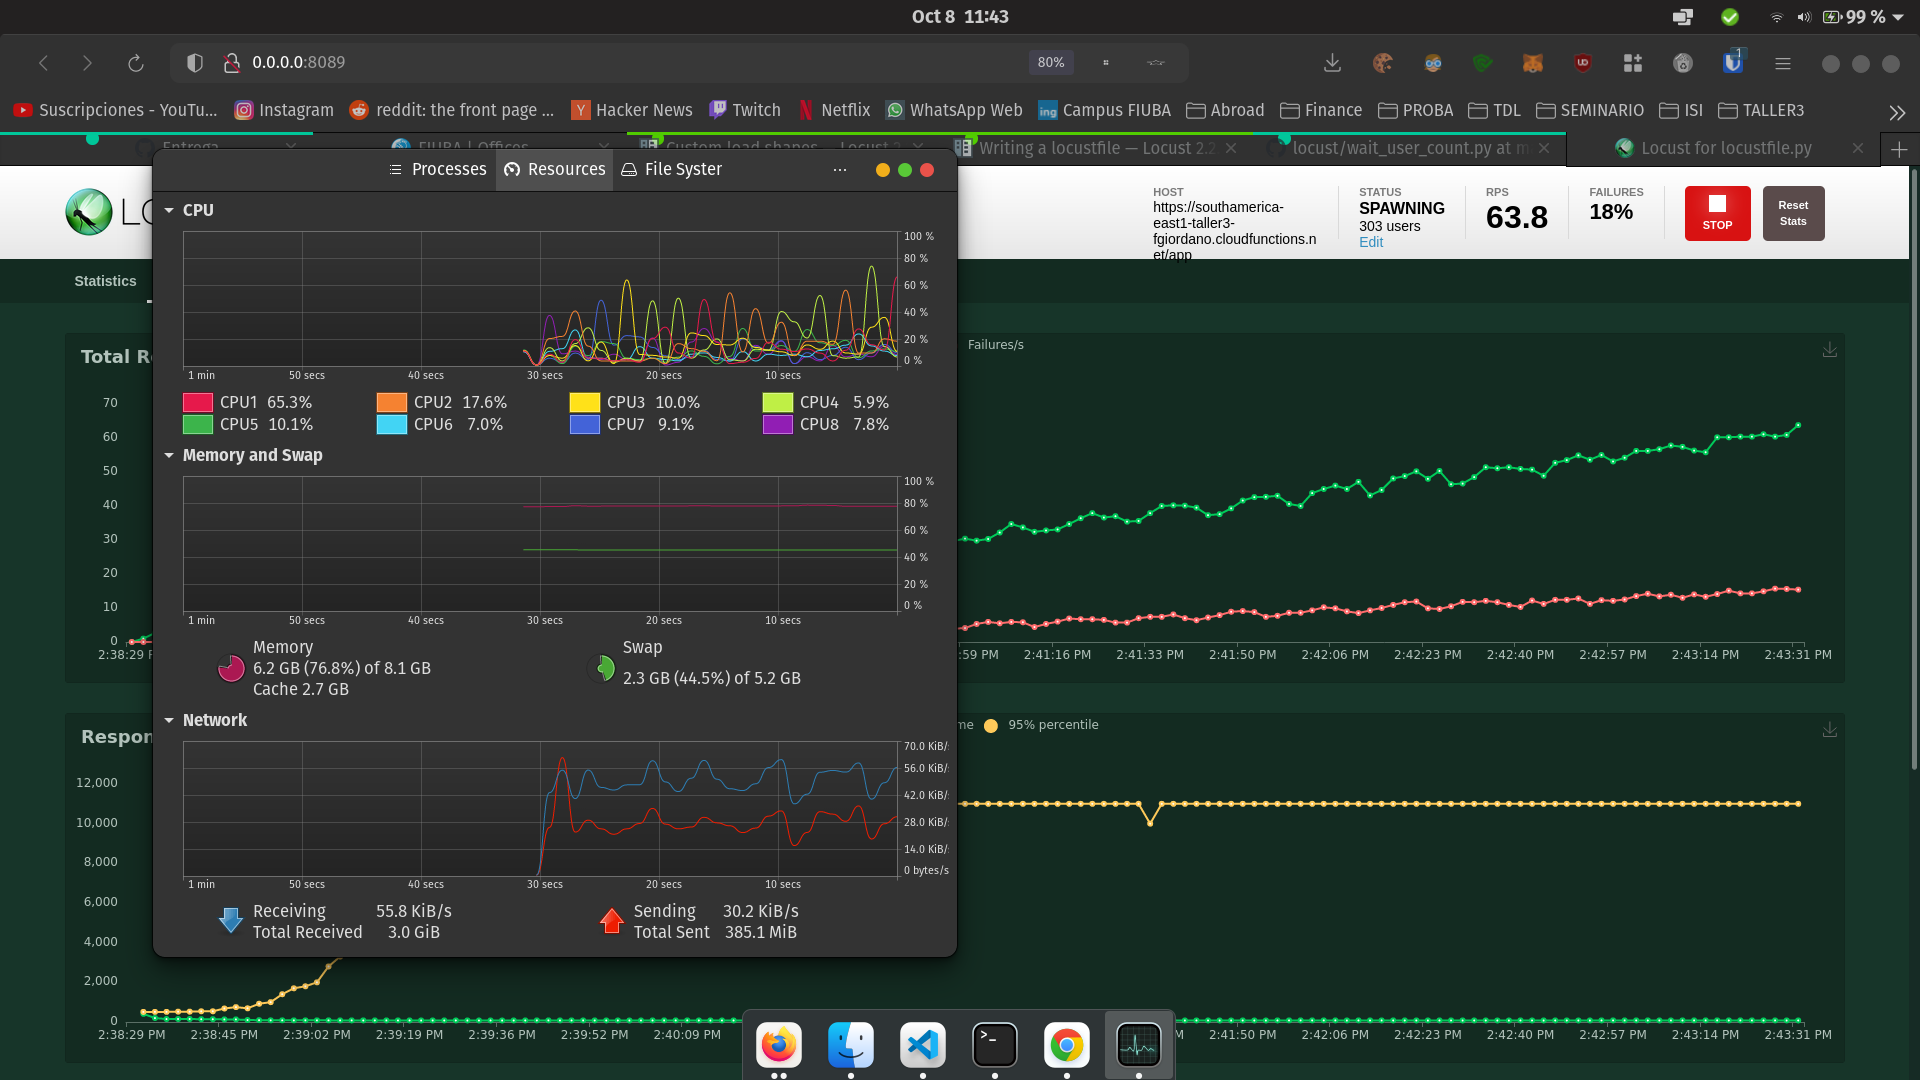 Oct 8 11:43
99 %
0.0.0.0:8089
80%
1
Suscripciones - YouTu...
Instagram
reddit: the front page ...
Hacker News
Twitch
Netflix
WhatsApp Web
Campus FIUBA
Abroad
Finance
PROBA
TDL
SEMINARIO
ISI
TALLER3
Entrega
FIUBA | Offices
Custom load shapes — Locust 2
Writing a locustfile — Locust 2.2
locust/wait_user_count.py at m
Locust for locustfile.py
Processes
Resources
File Syster
LO
HOST
https://southamerica-
east1-taller3-
fgiordano.cloudfunctions.n
et/app
STATUS
SPAWNING
303 users
Edit
RPS
63.8
FAILURES
18%
STOP
Reset
Stats
Statistics
CPU
100 %
80 %
60 %
40 %
20 %
0 %
1 min
50 secs
40 secs
30 secs
20 secs
10 secs
CPU1 65.3%
CPU2 17.6%
CPU3 10.0%
CPU4 5.9%
CPU5 10.1%
CPU6 7.0%
CPU7 9.1%
CPU8 7.8%
Memory and Swap
100 %
80 %
60 %
40 %
20 %
0 %
1 min
50 secs
40 secs
30 secs
20 secs
10 secs
Memory
6.2 GB (76.8%) of 8.1 GB
Cache 2.7 GB
Swap
2.3 GB (44.5%) of 5.2 GB
Network
70.0 KiB/
56.0 KiB/
42.0 KiB/
28.0 KiB/
14.0 KiB/
0 bytes/s
1 min
50 secs
40 secs
30 secs
20 secs
10 secs
Receiving 55.8 KiB/s
Total Received 3.0 GiB
Sending 30.2 KiB/s
Total Sent 385.1 MiB
Total Re
Failures/s
70
60
50
40
30
20
10
0
2:38:29 P
:59 PM
2:41:16 PM
2:41:33 PM
2:41:50 PM
2:42:06 PM
2:42:23 PM
2:42:40 PM
2:42:57 PM
2:43:14 PM
2:43:31 PM
Respon
me
95% percentile
12,000
10,000
8,000
6,000
4,000
2,000
0
2:38:29 PM
2:38:45 PM
2:39:02 PM
2:39:19 PM
2:39:36 PM
2:39:52 PM
2:40:09 PM
M
2:41:50 PM
2:42:06 PM
2:42:23 PM
2:42:40 PM
2:42:57 PM
2:43:14 PM
2:43:31 PM